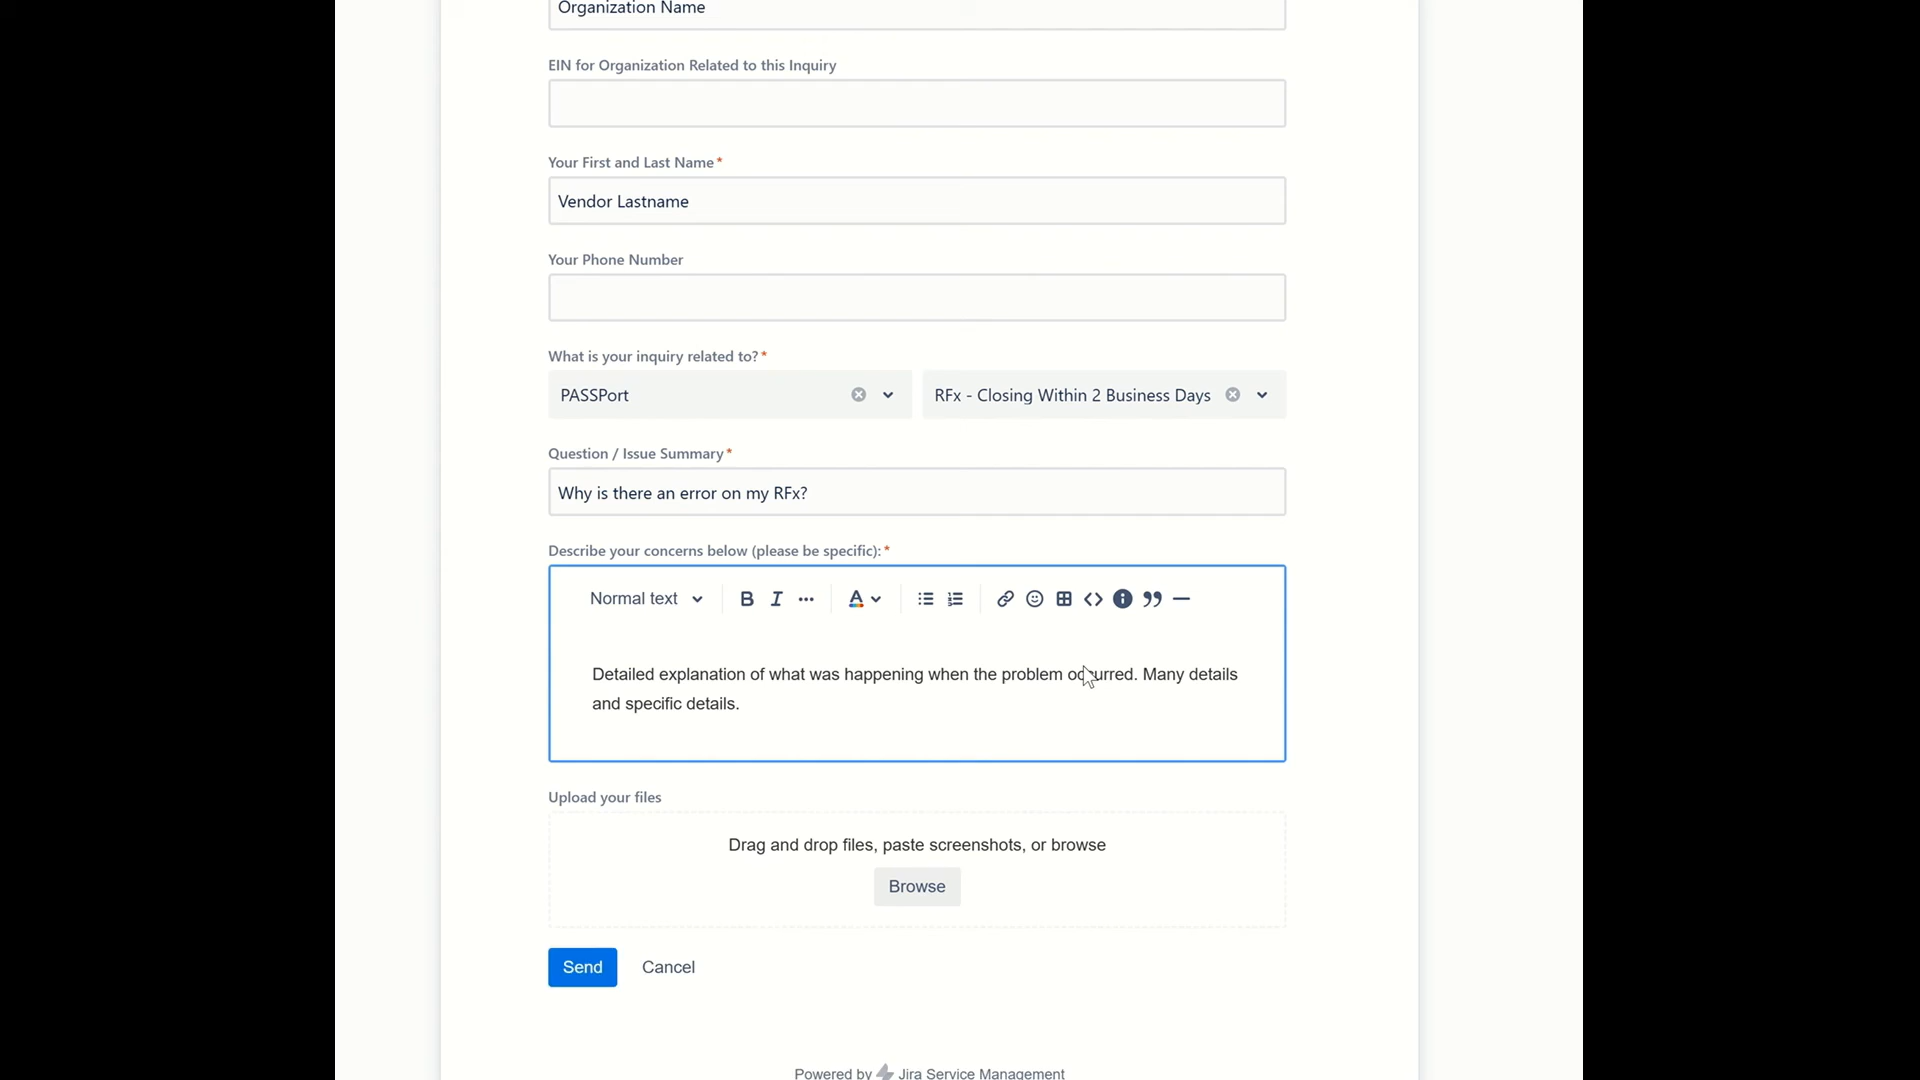 Organization Name
EIN for Organization Related to this Inquiry
Your First and Last Name*
Vendor Lastname
Your Phone Number
What is your inquiry related to?*
PASSPort
RFx - Closing Within 2 Business Days
Question / Issue Summary*
Why is there an error on my RFx?
Describe your concerns below (please be specific):*
Normal text
Detailed explanation of what was happening when the problem occurred. Many details
and specific details.
Upload your files
Drag and drop files, paste screenshots, or browse
Browse
Send Cancel
Powered by Jira Service Management